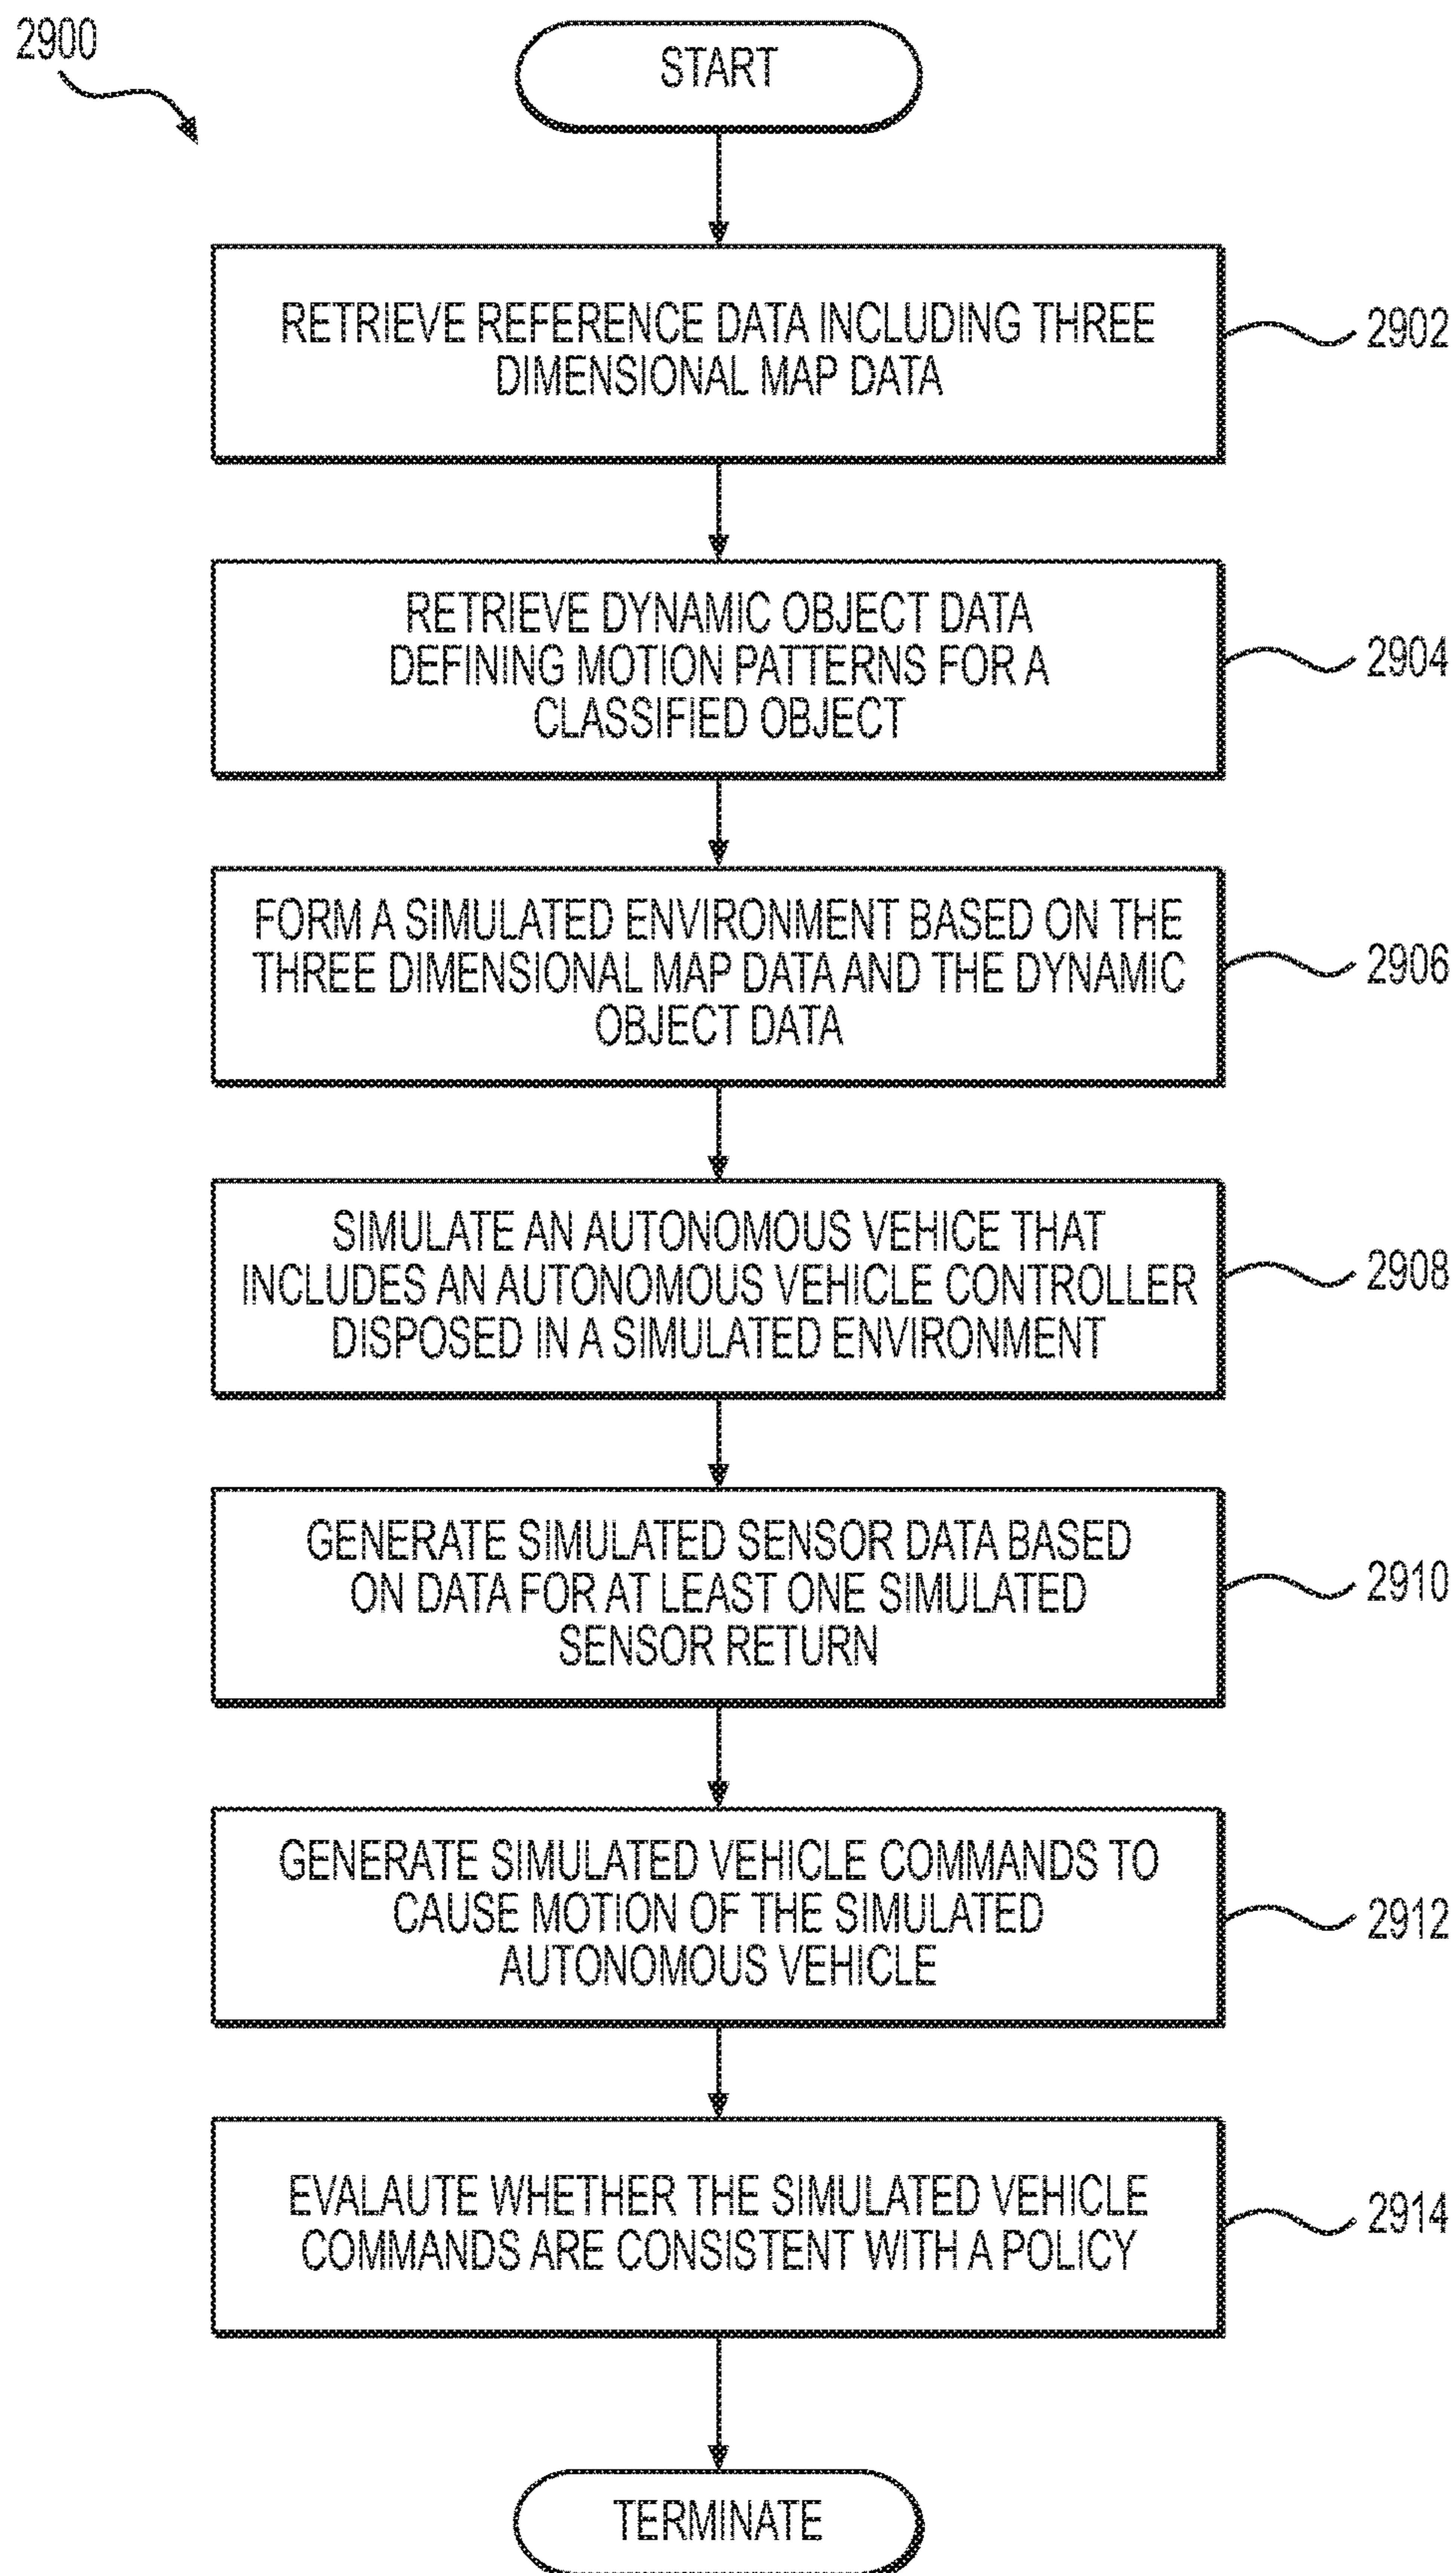 2900
START
RETRIEVE REFERENCE DATA INCLUDING THREE
DIMENSIONAL MAP DATA
2902
RETRIEVE DYNAMIC OBJECT DATA
DEFINING MOTION PATTERNS FOR A
CLASSIFIED OBJECT
2904
FORM A SIMULATED ENVIRONMENT BASED ON THE
THREE DIMENSIONAL MAP DATA AND THE DYNAMIC
OBJECT DATA
2906
SIMULATE AN AUTONOMOUS VEHICE THAT
INCLUDES AN AUTONOMOUS VEHICLE CONTROLLER
DISPOSED IN A SIMULATED ENVIRONMENT
2908
GENERATE SIMULATED SENSOR DATA BASED
ON DATA FOR AT LEAST ONE SIMULATED
SENSOR RETURN
2910
GENERATE SIMULATED VEHICLE COMMANDS TO
CAUSE MOTION OF THE SIMULATED
AUTONOMOUS VEHICLE
2912
EVALAUTE WHETHER THE SIMULATED VEHICLE
COMMANDS ARE CONSISTENT WITH A POLICY
2914
TERMINATE